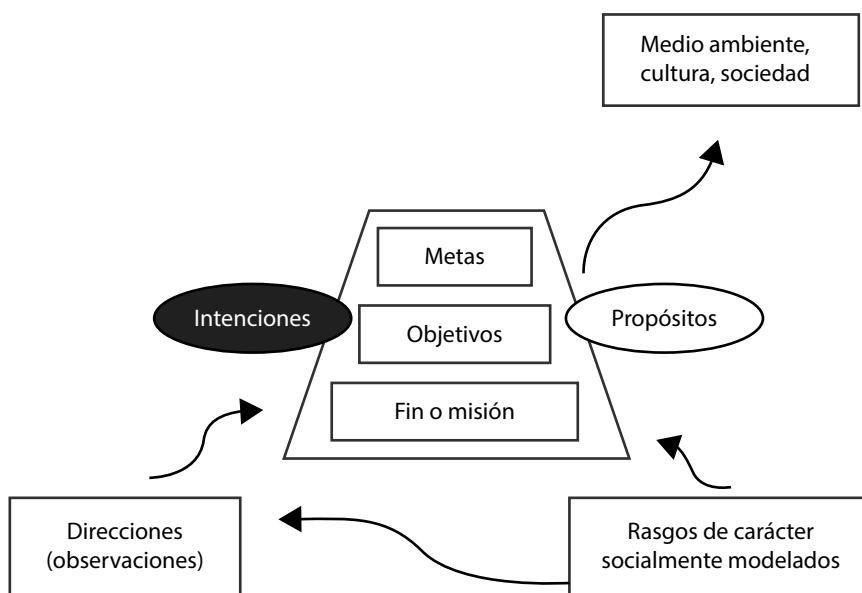 Medio ambiente,
cultura, sociedad
Metas
Intenciones
Objetivos
Propósitos
Fin o misión
Direcciones
(observaciones)
Rasgos de carácter
socialmente modelados